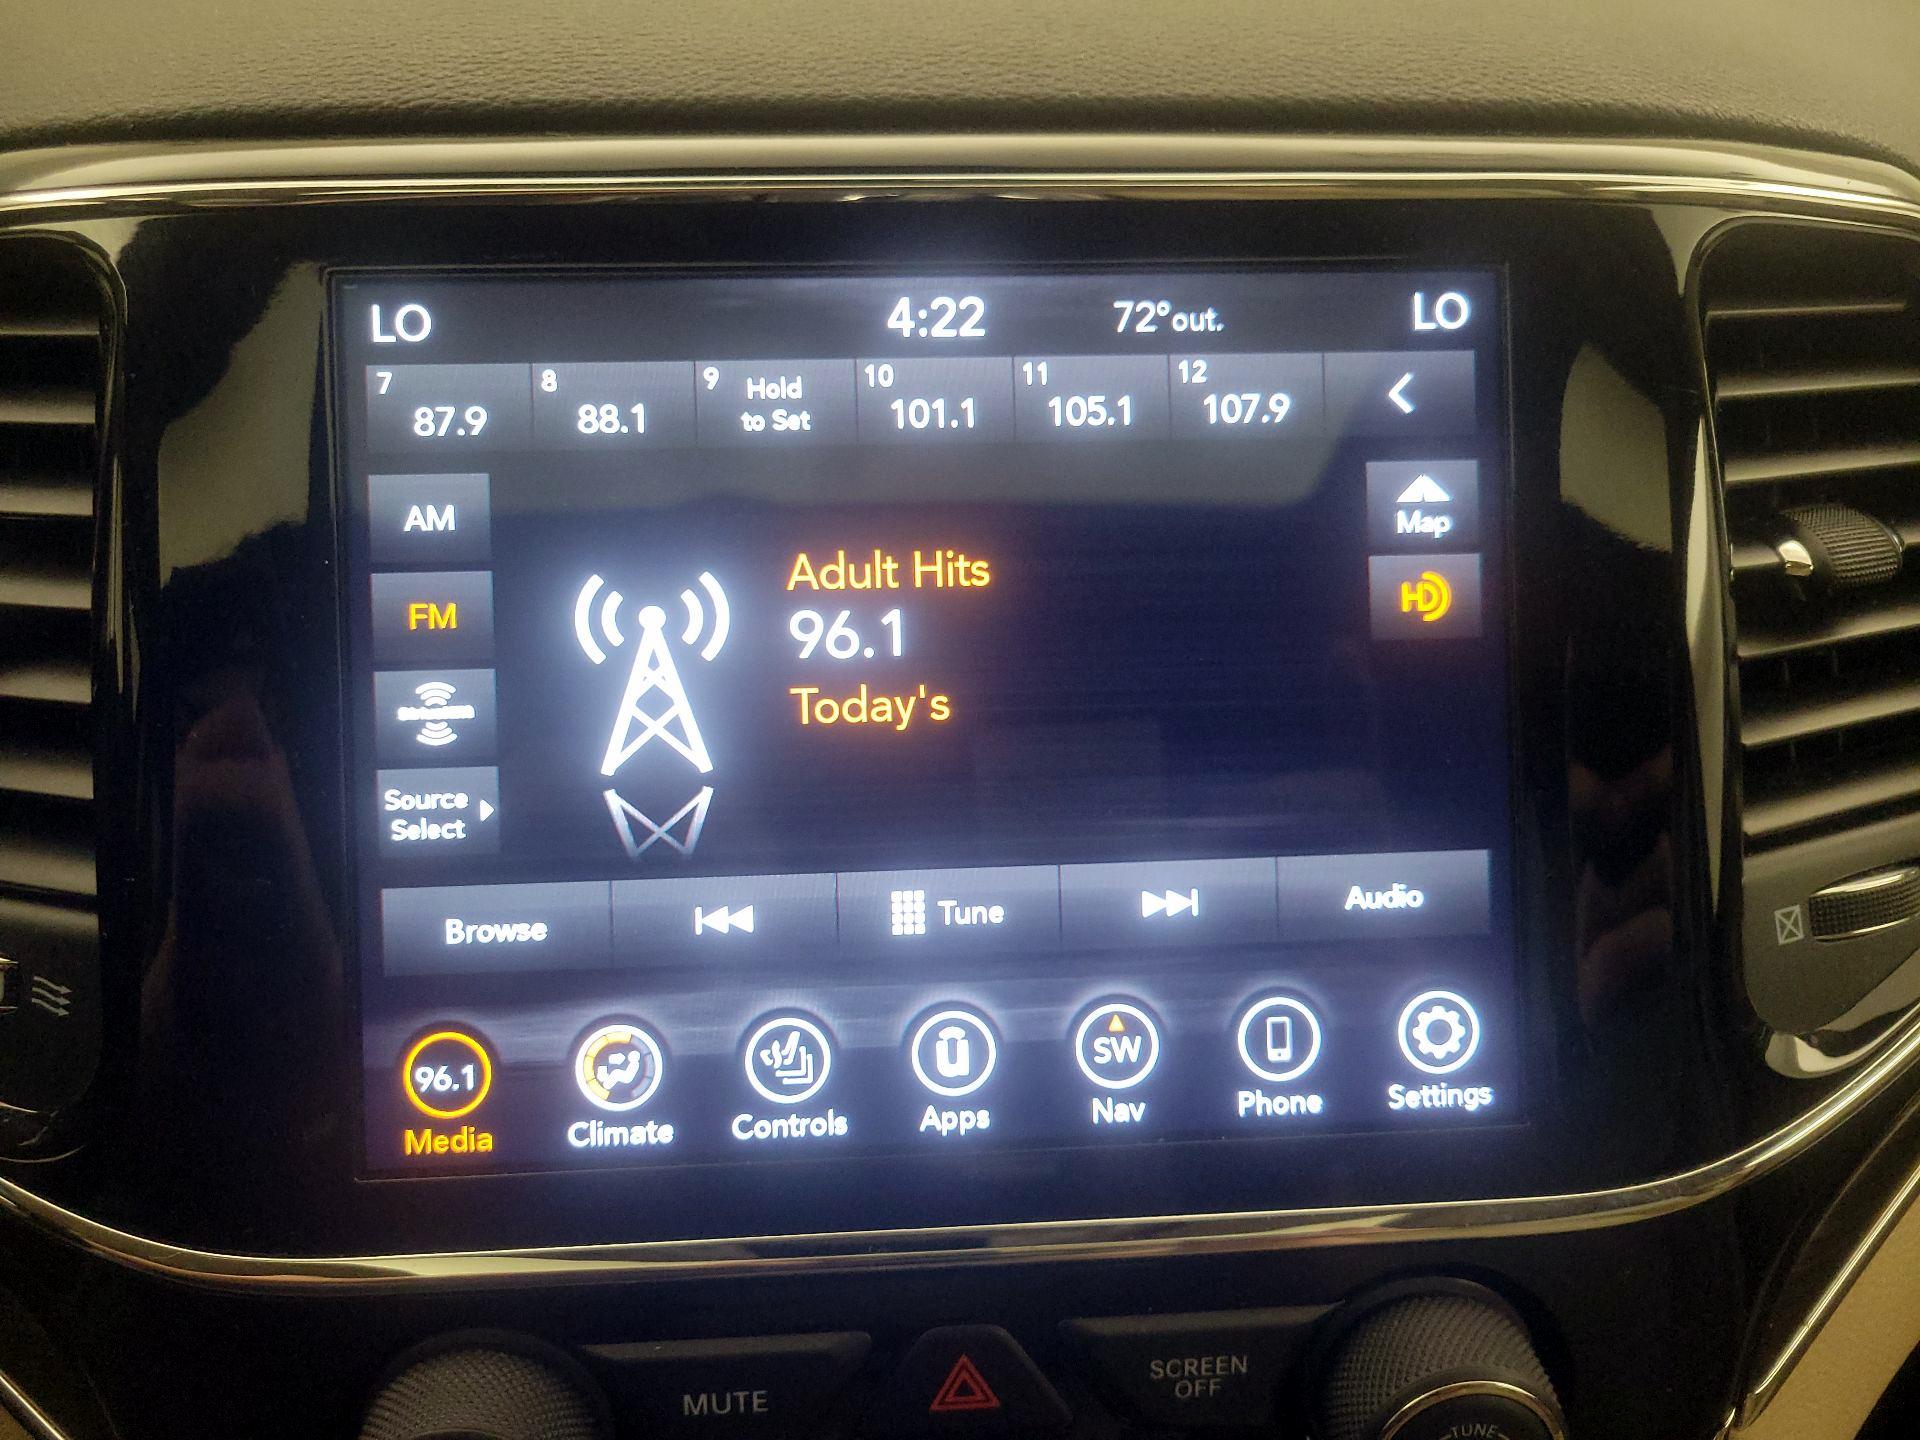 LO 4:22 72°out. LO
7 87.9
8 88.1
9 Hold
to Set
10 101.1
11 105.1
12 107.9
AM
Map
FM
HD
Adult Hits
96.1
Today's
Source
Select
Browse
Tune
Audio
96.1
Media
Climate
Controls
u
Apps
SW
Nav
Phone
Settings
MUTE
SCREEN
OFF
TUNE